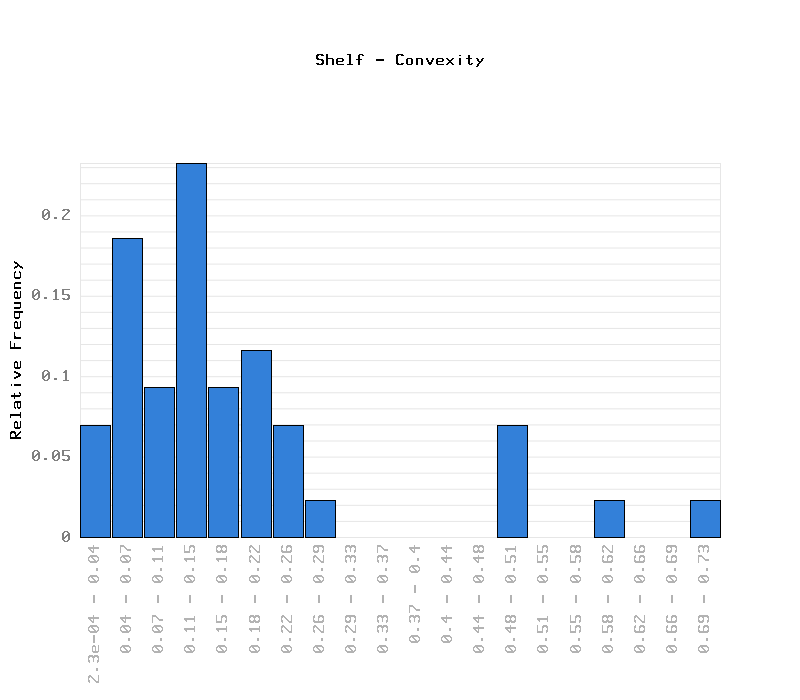 Shelf - Convexity
Relative Frequency
0.2
0.15
0.1
0.05
0
2.3e-04 - 0.04
0.04 - 0.07
0.07 - 0.11
0.11 - 0.15
0.15 - 0.18
0.18 - 0.22
0.22 - 0.26
0.26 - 0.29
0.29 - 0.33
0.33 - 0.37
0.37 - 0.4
0.4 - 0.44
0.44 - 0.48
0.48 - 0.51
0.51 - 0.55
0.55 - 0.58
0.58 - 0.62
0.62 - 0.66
0.66 - 0.69
0.69 - 0.73